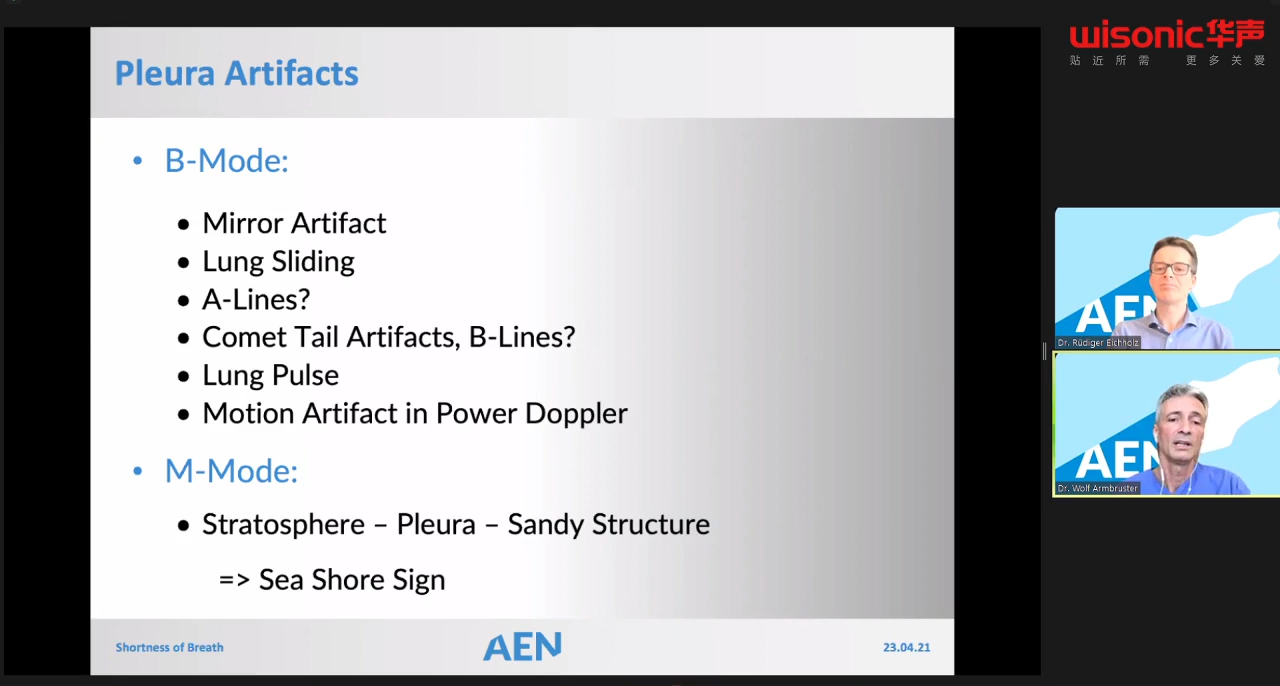 wisonic华声
贴近所需 更多关爱
Pleura Artifacts
• B-Mode:
• Mirror Artifact
• Lung Sliding
• A-Lines?
• Comet Tail Artifacts, B-Lines?
• Lung Pulse
• Motion Artifact in Power Doppler
• M-Mode:
• Stratosphere – Pleura – Sandy Structure
=> Sea Shore Sign
Shortness of Breath
AEN
23.04.21
AEN
Dr. Rüdiger Eichholz
AEN
Dr. Wolf Armbruster